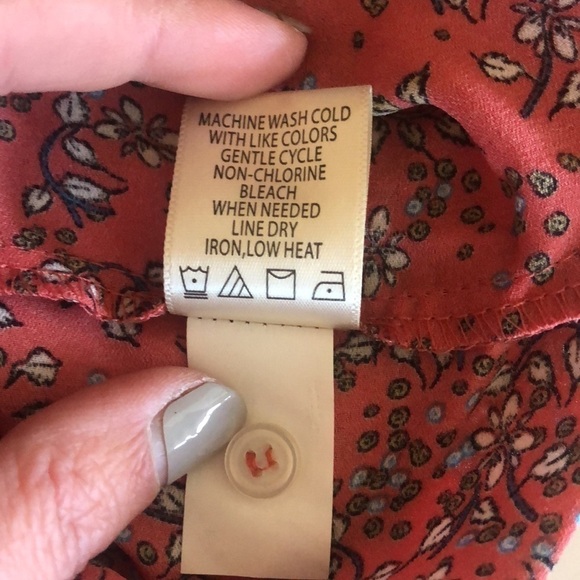 MACHINE WASH COLD
WITH LIKE COLORS
GENTLE CYCLE
NON-CHLORINE
BLEACH
WHEN NEEDED
LINE DRY
IRON,LOW HEAT